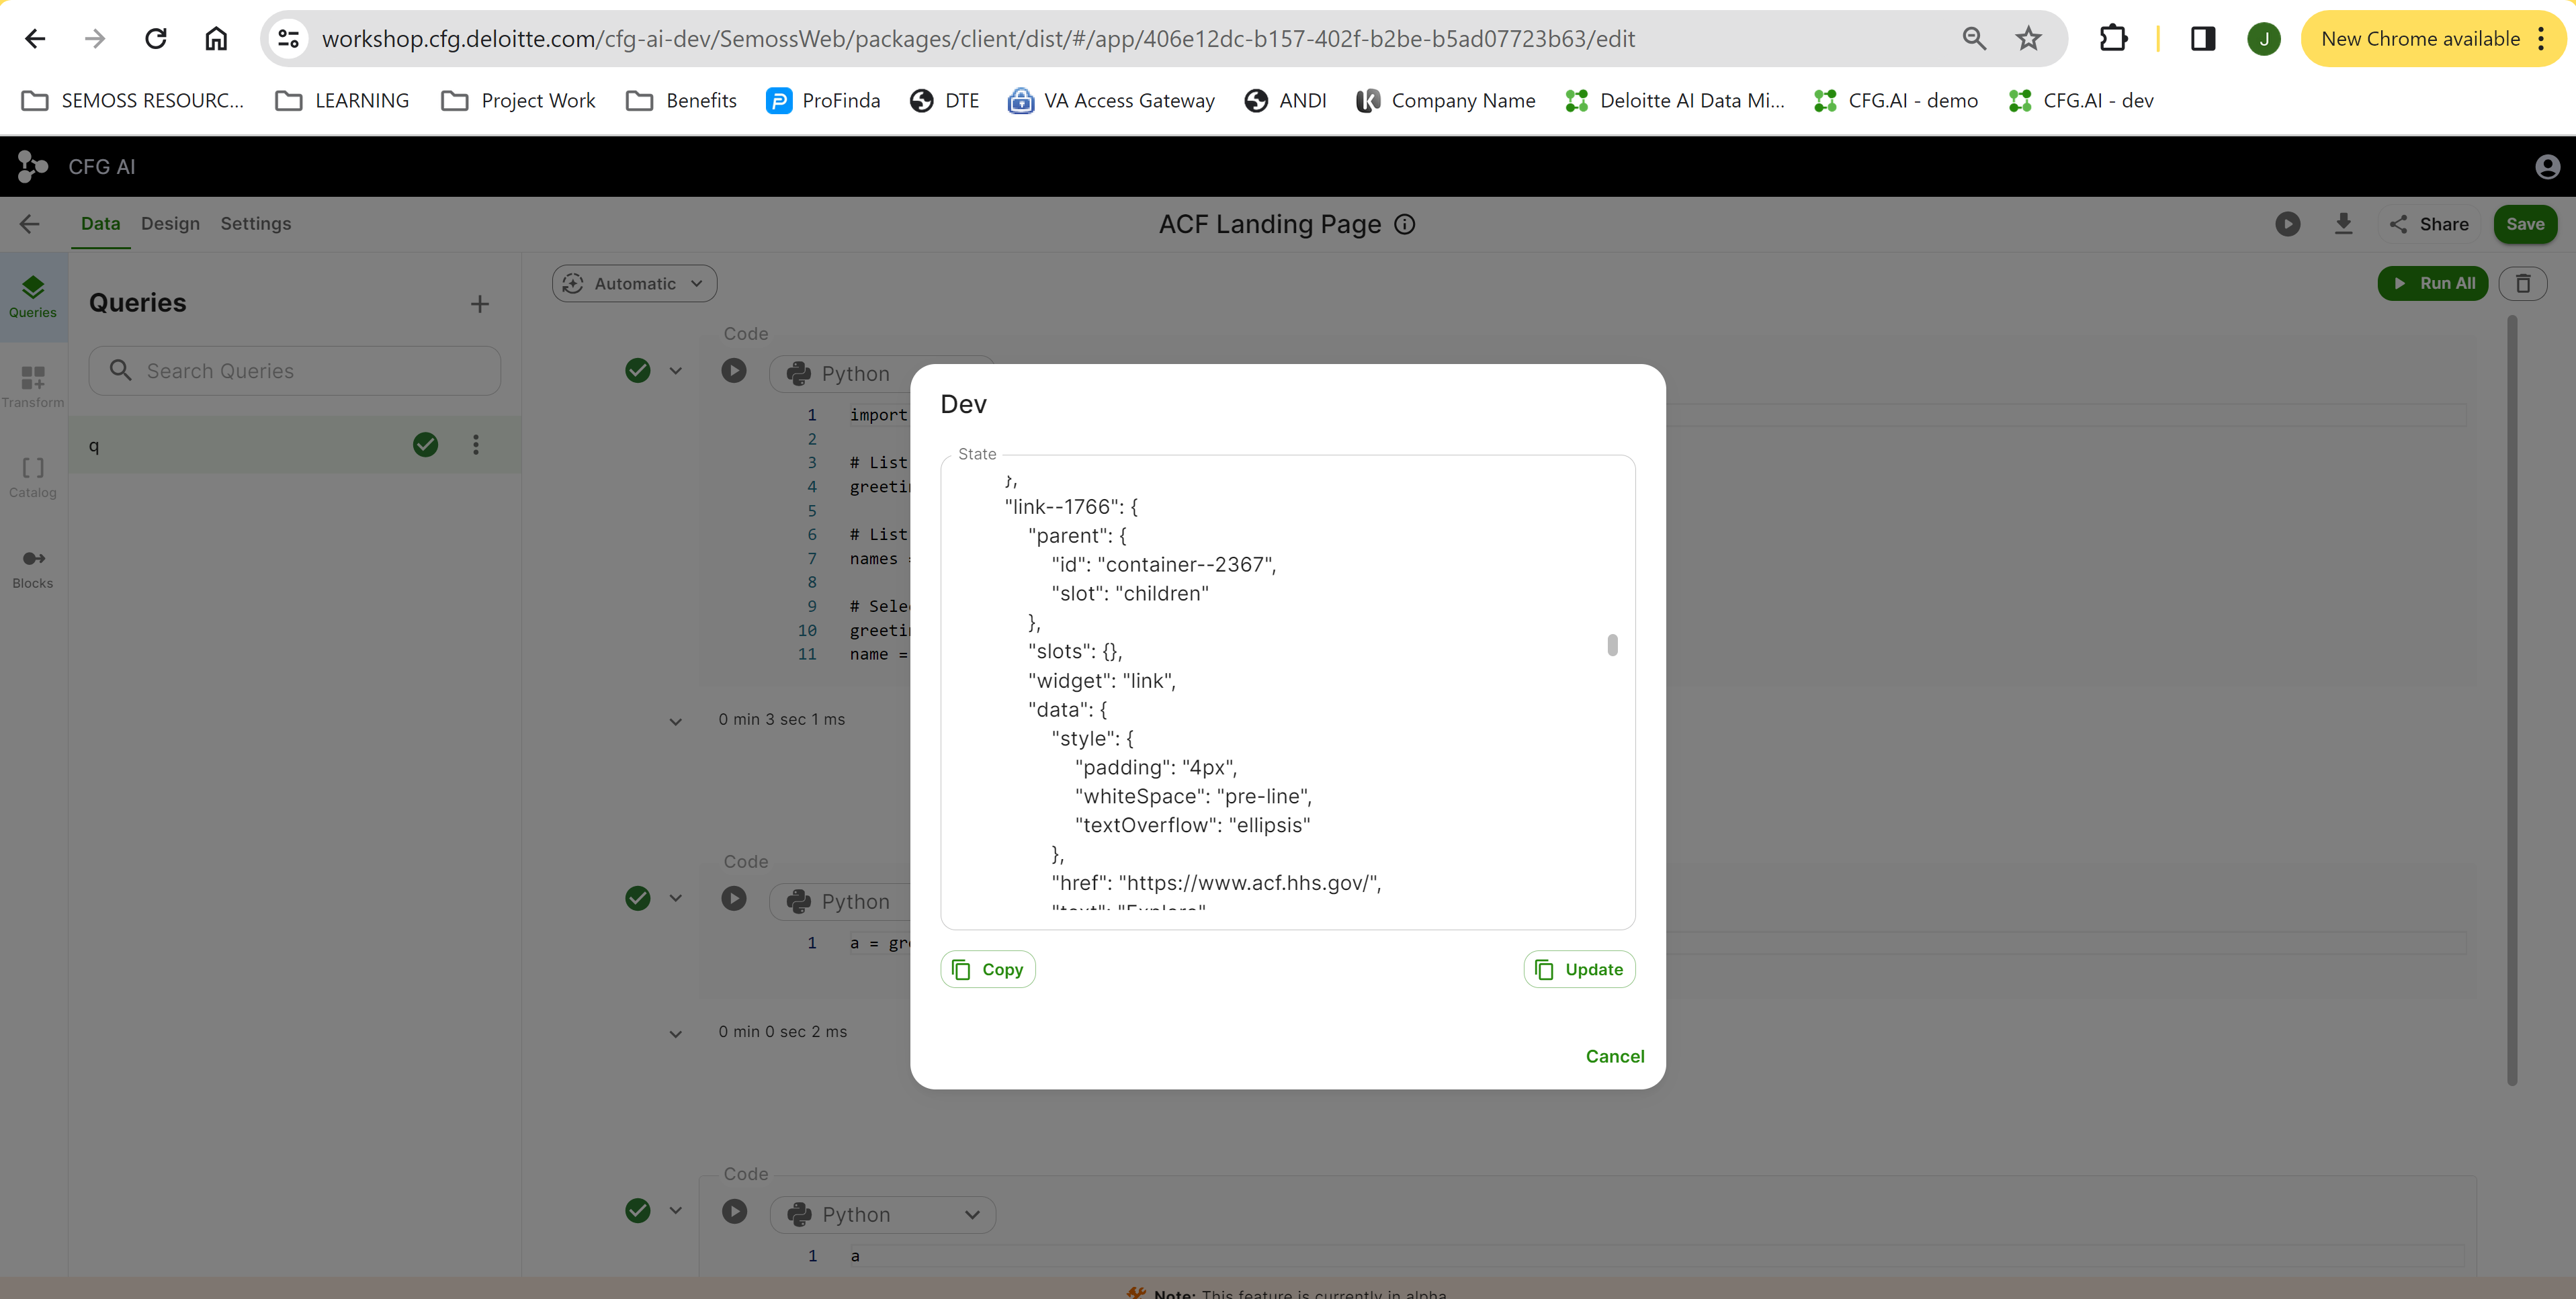 workshop.cfg.deloitte.com/cfg-ai-dev/SemossWeb/packages/client/dist/#/app/406e12dc-b157-402f-b2be-b5ad07723b63/edit
J
New Chrome available
SEMOSS RESOURC...
LEARNING
Project Work
Benefits
ProFinda
DTE
VA Access Gateway
ANDI
Company Name
Deloitte AI Data Mi...
CFG.AI - demo
CFG.AI - dev
CFG AI
Data
Design
Settings
ACF Landing Page
Share
Save
Queries
Transform
Catalog
Blocks
Queries
Search Queries
q
Automatic
Run All
Code
Python
1 import
2
3 # List
4
5
6 # List
7 names =
8
9
10
11 name =
0 min 3 sec 1 ms
Code
Python
1 a =
0 min 0 sec 2 ms
Code
Python
1 a
Dev
State
},
"link--1766": {
"parent": {
"id": "container--2367",
"slot": "children"
},
"slots": {},
"widget": "link",
"data": {
"style": {
"padding": "4px",
"whiteSpace": "pre-line",
"textOverflow": "ellipsis"
},
"href": "https://www.acf.hhs.gov/",
"text": "Explore"
Copy
Update
Cancel
Note: This feature is currently in alpha